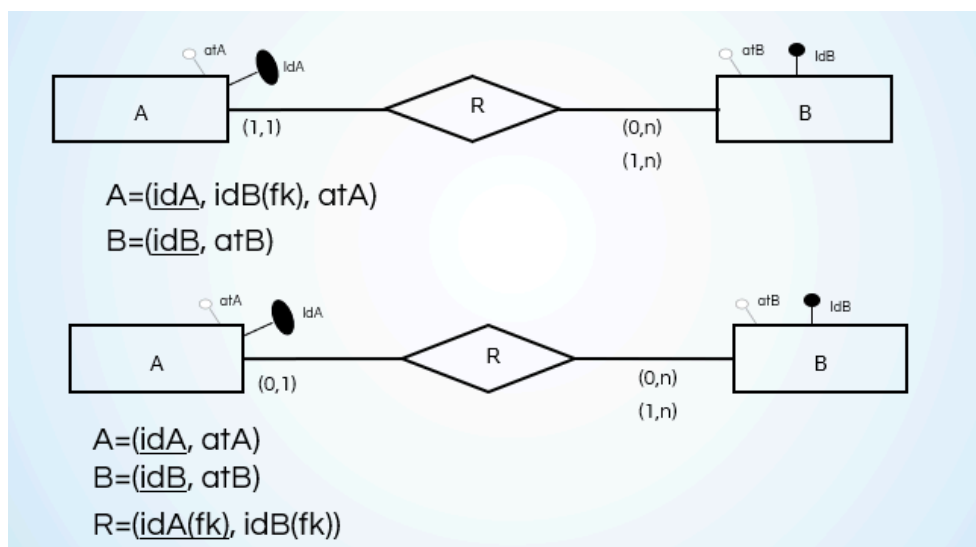 atA
IdA
atB
IdB
A
R
B
(1,1)
(0,n)
(1,n)
A=(idA, idB(fk), atA)
B=(idB, atB)
atA
IdA
atB
IdB
A
R
B
(0,1)
(0,n)
(1,n)
A=(idA, atA)
B=(idB, atB)
R=(idA(fk), idB(fk))